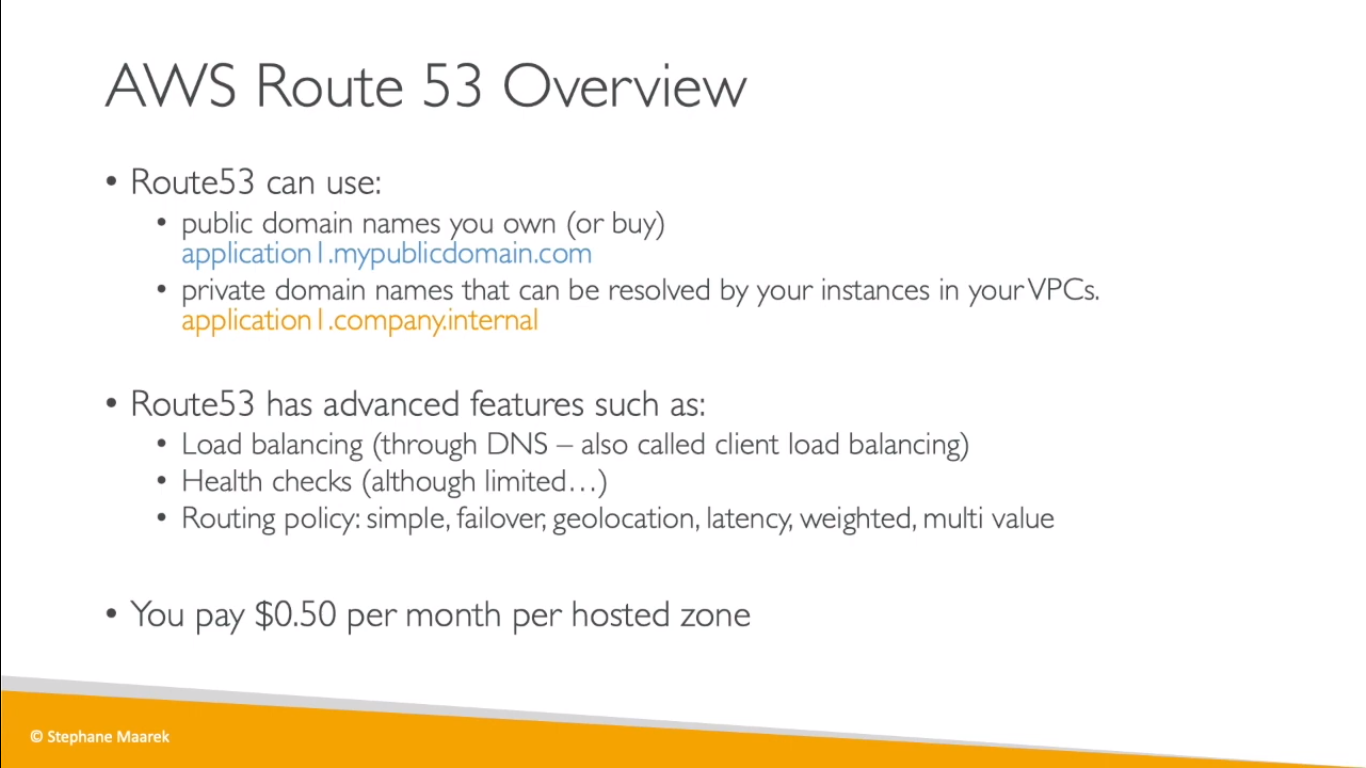 AWS Route 53 Overview
• Route53 can use:
• public domain names you own (or buy)
application1.mypublicdomain.com
• private domain names that can be resolved by your instances in your VPCs.
application1.company.internal
• Route53 has advanced features such as:
• Load balancing (through DNS – also called client load balancing)
• Health checks (although limited…)
• Routing policy: simple, failover, geolocation, latency, weighted, multi value
• You pay $0.50 per month per hosted zone
© Stephane Maarek